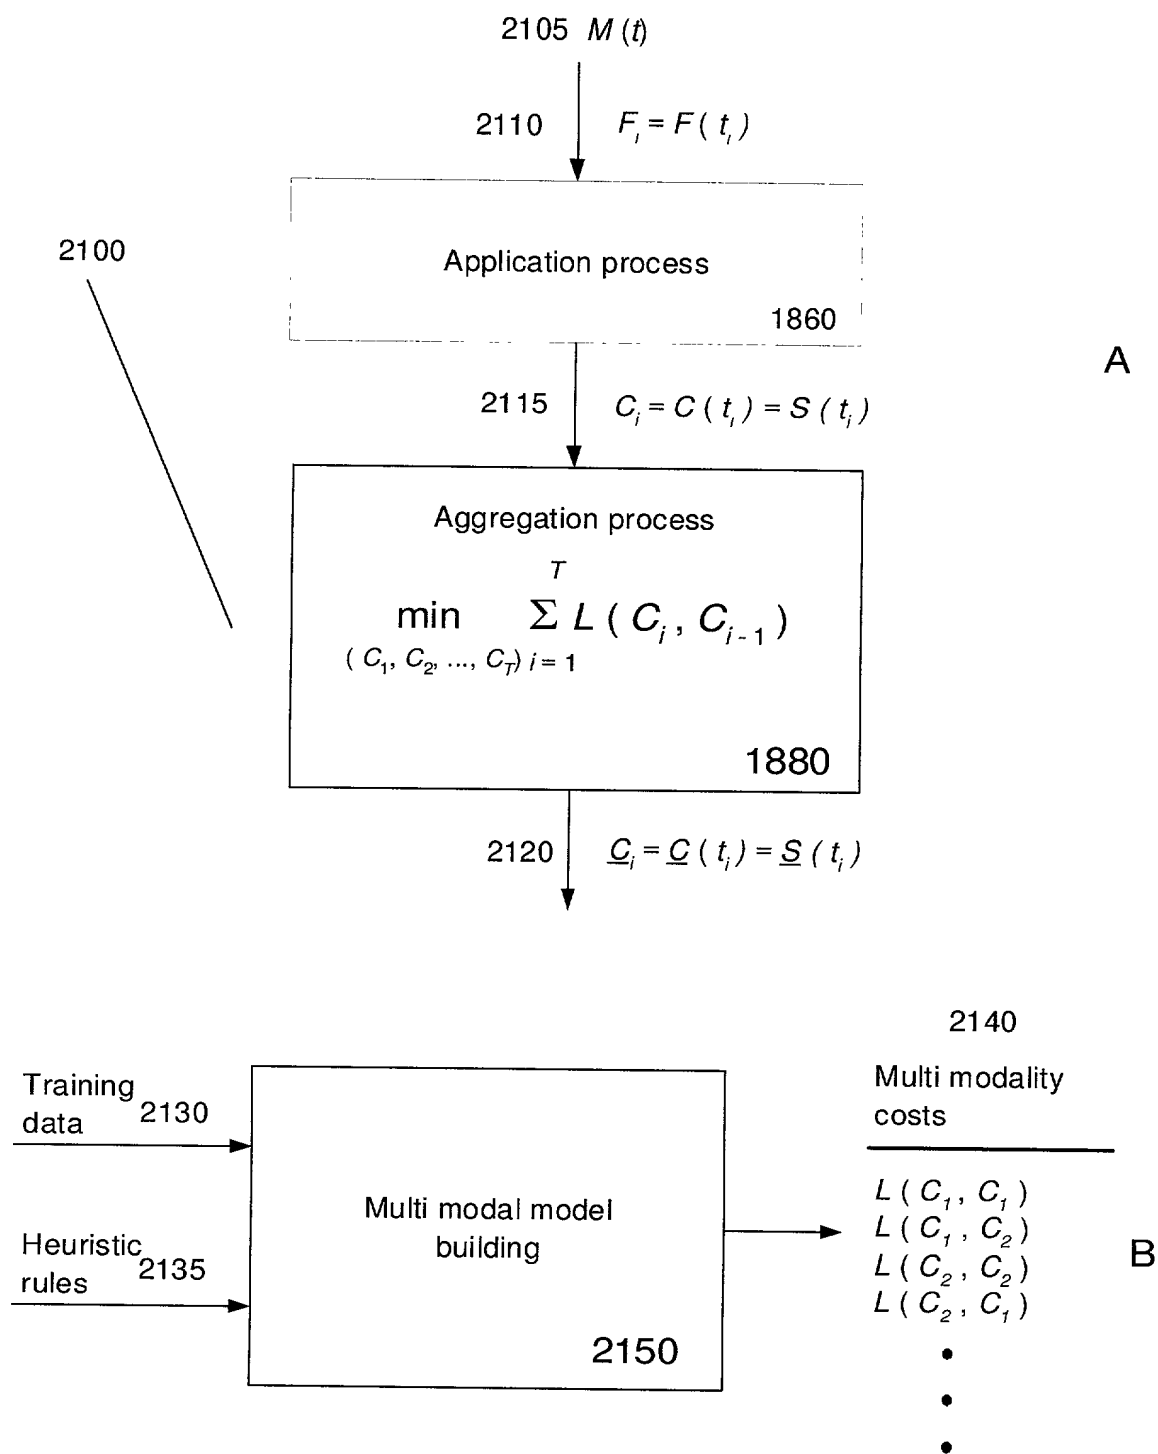 2105 M (t)
2110 F_i = F ( t_i )
2100
Application process
1860
A
2115 C_i = C ( t_i ) = S ( t_i )
Aggregation process
T
min Σ L ( C_i , C_{i-1} )
( C_1, C_2, ..., C_T ) i = 1
1880
2120 C_i = C ( t_i ) = S ( t_i )
2140
Multi modality
costs
Training
data 2130
L ( C_1 , C_1 )
L ( C_1 , C_2 )
L ( C_2 , C_2 )
L ( C_2 , C_1 )
Multi modal model
building
B
Heuristic
rules 2135
2150